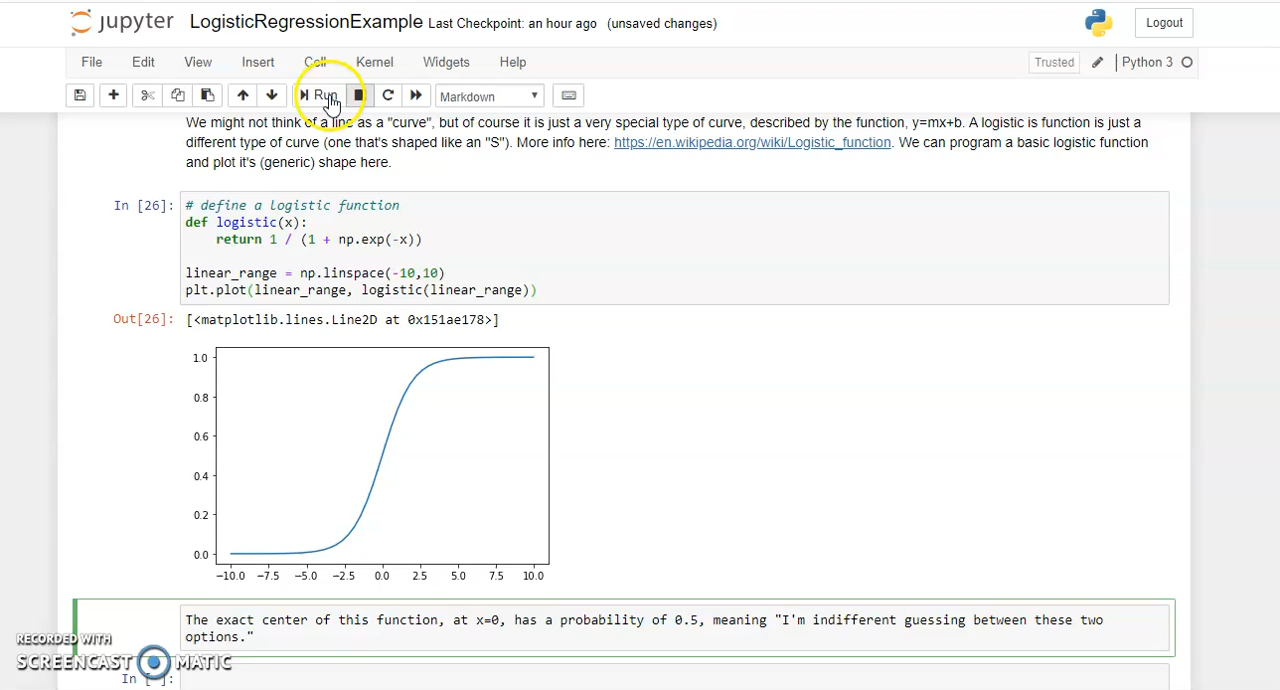 jupyter LogisticRegressionExample Last Checkpoint: an hour ago (unsaved changes) Logout
File Edit View Insert Cell Kernel Widgets Help Trusted Python 3
Run Markdown
We might not think of a line as a "curve", but of course it is just a very special type of curve, described by the function, y=mx+b. A logistic is function is just a
different type of curve (one that's shaped like an "S"). More info here: https://en.wikipedia.org/wiki/Logistic_function. We can program a basic logistic function
and plot it's (generic) shape here.
In [26]: # define a logistic function
def logistic(x):
return 1 / (1 + np.exp(-x))
linear_range = np.linspace(-10,10)
plt.plot(linear_range, logistic(linear_range))
Out[26]: [<matplotlib.lines.Line2D at 0x151ae178>]
1.0
0.8
0.6
0.4
0.2
0.0
−10.0 −7.5 −5.0 −2.5 0.0 2.5 5.0 7.5 10.0
The exact center of this function, at x=0, has a probability of 0.5, meaning "I'm indifferent guessing between these two
options."
RECORDED WITH
SCREENCAST MATIC
In [ ]: